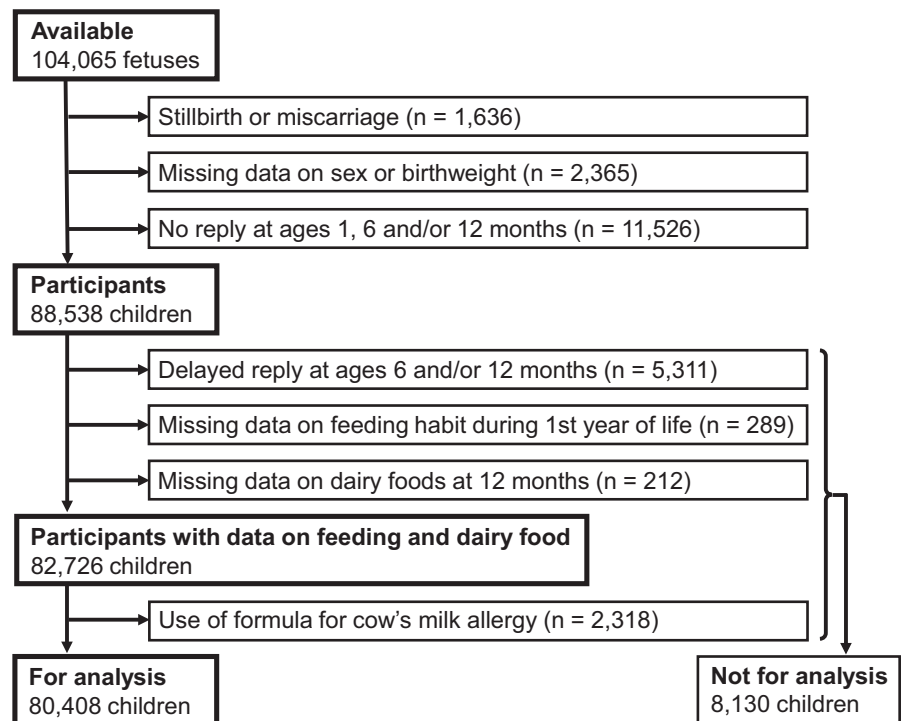 Available
104,065 fetuses
Stillbirth or miscarriage (n = 1,636)
Missing data on sex or birthweight (n = 2,365)
No reply at ages 1, 6 and/or 12 months (n = 11,526)
Participants
88,538 children
Delayed reply at ages 6 and/or 12 months (n = 5,311)
Missing data on feeding habit during 1st year of life (n = 289)
Missing data on dairy foods at 12 months (n = 212)
Participants with data on feeding and dairy food
82,726 children
Use of formula for cow’s milk allergy (n = 2,318)
For analysis
80,408 children
Not for analysis
8,130 children